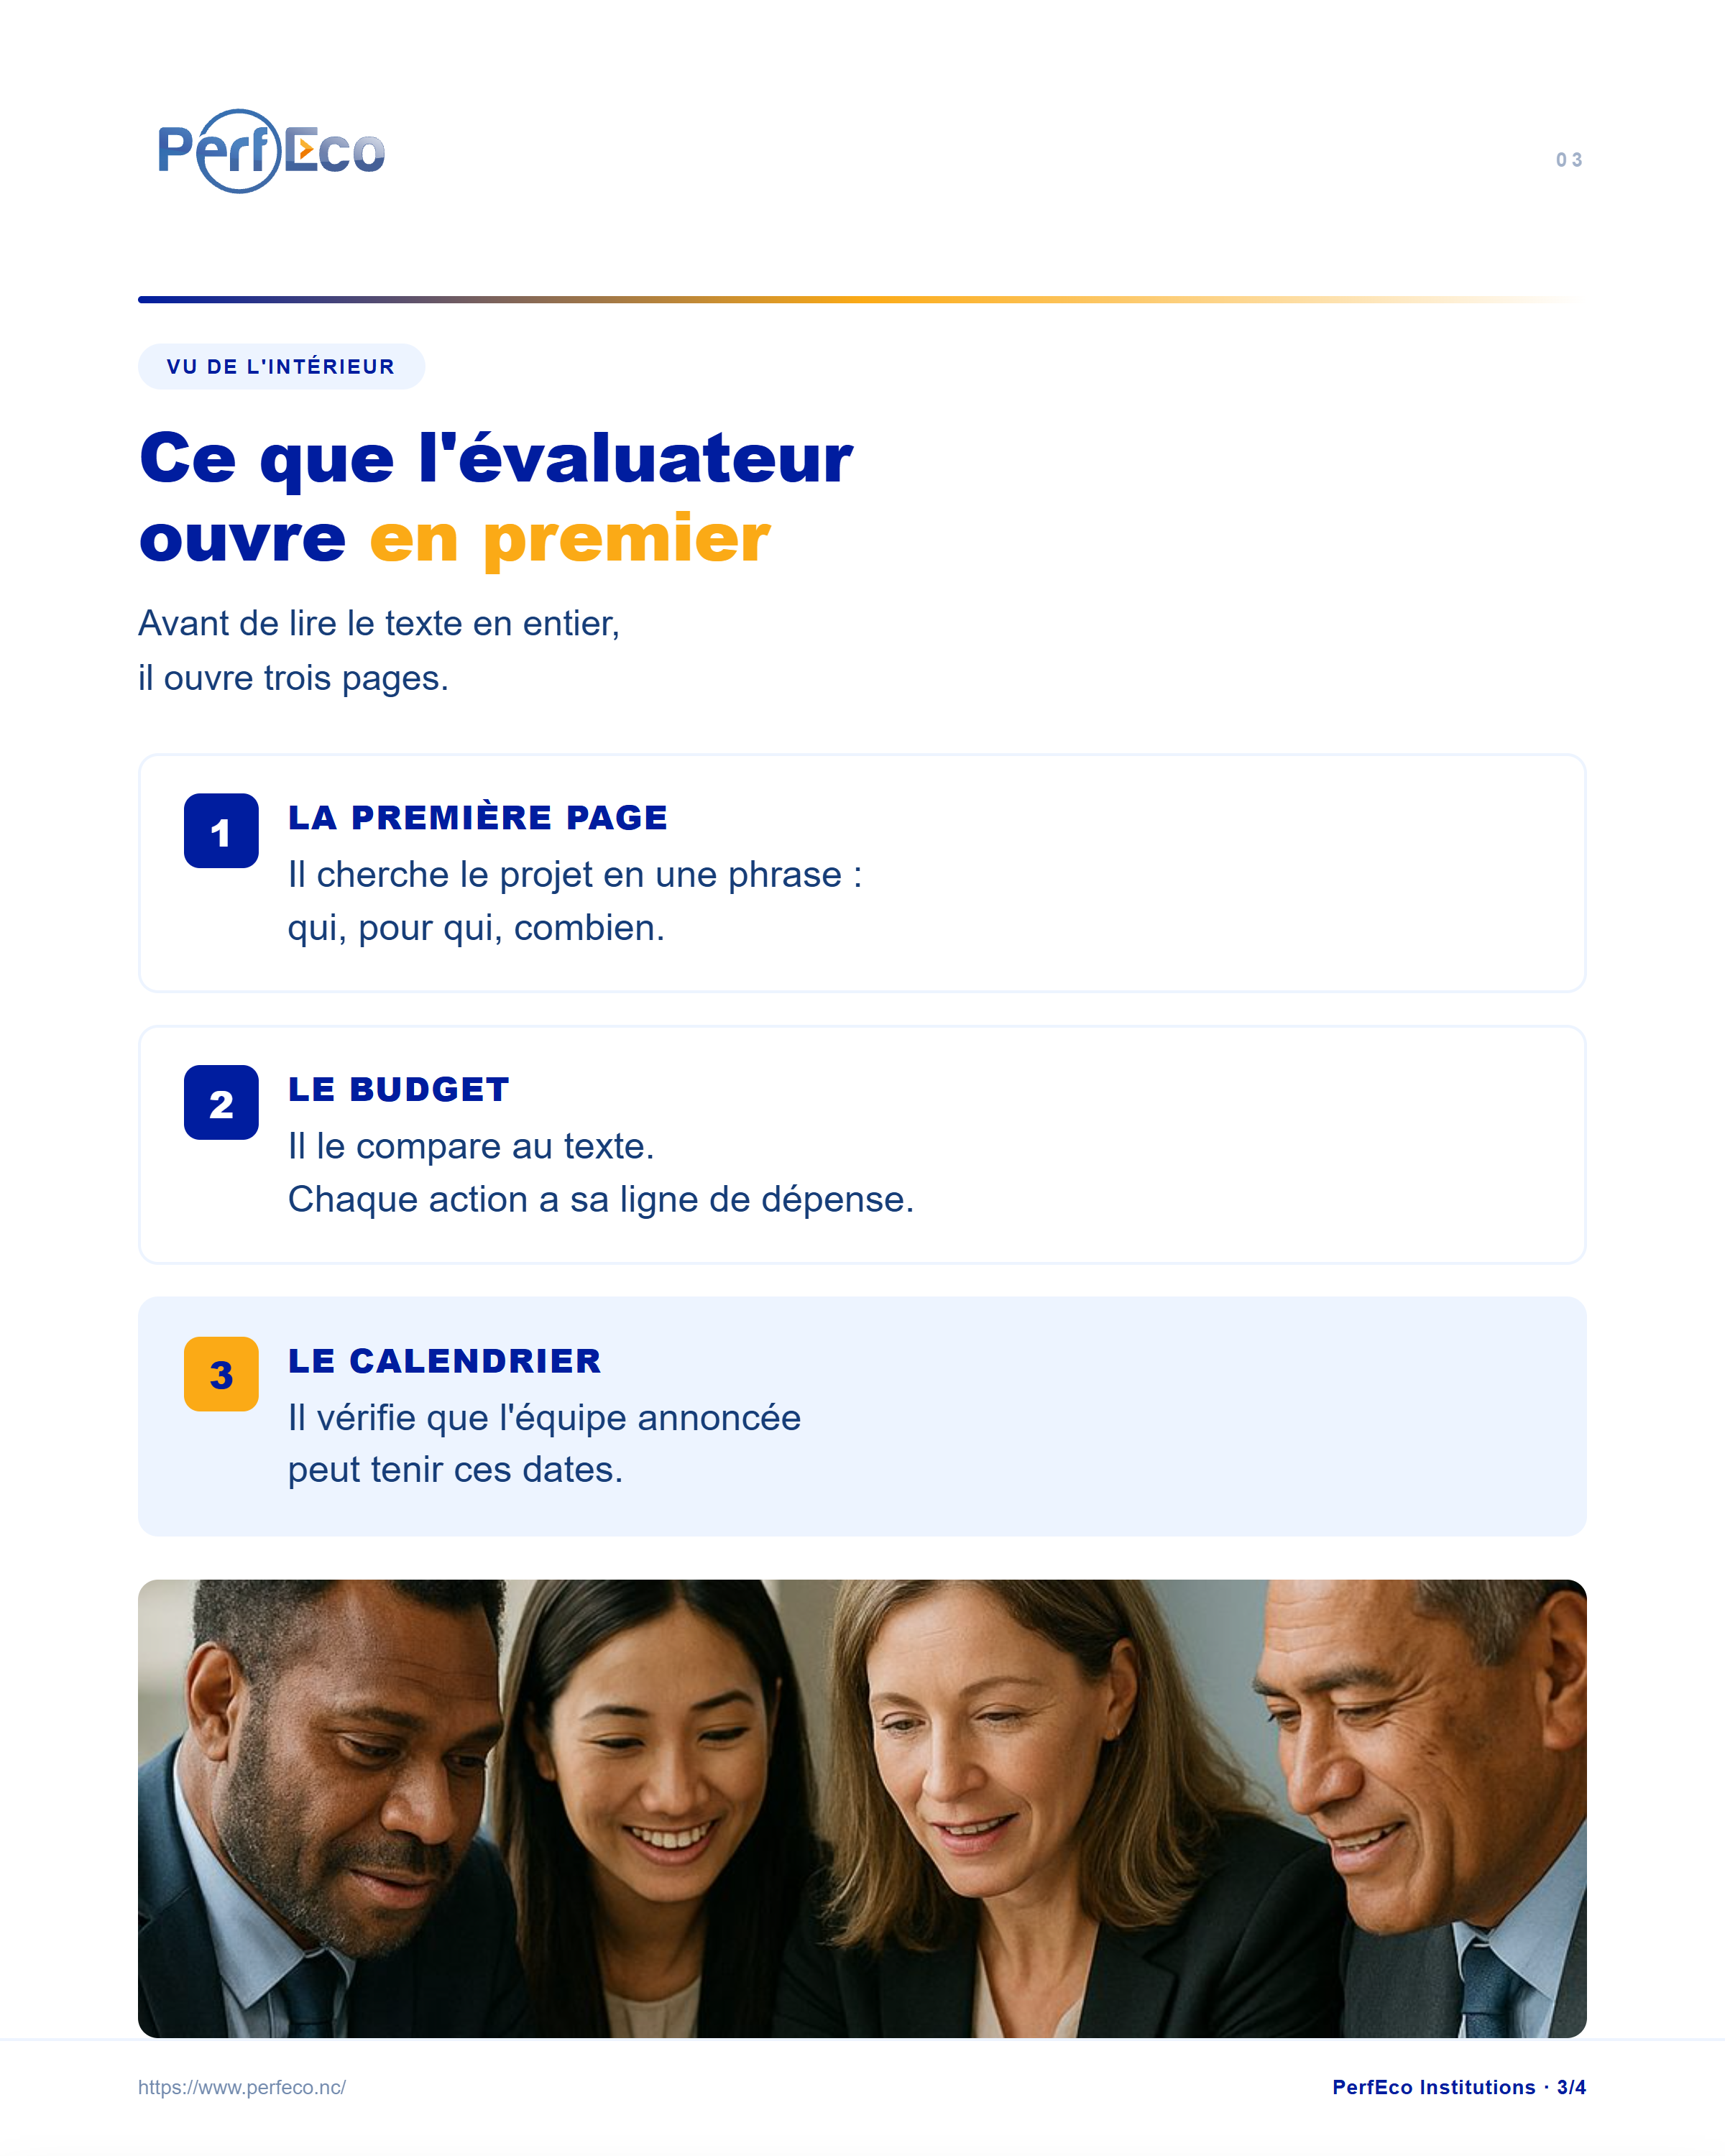 PerfEco
03
VU DE L'INTÉRIEUR
Ce que l'évaluateur
ouvre en premier
Avant de lire le texte en entier,
il ouvre trois pages.
1
LA PREMIÈRE PAGE
Il cherche le projet en une phrase :
qui, pour qui, combien.
2
LE BUDGET
Il le compare au texte.
Chaque action a sa ligne de dépense.
3
LE CALENDRIER
Il vérifie que l'équipe annoncée
peut tenir ces dates.
https://www.perfeco.nc/
PerfEco Institutions · 3/4